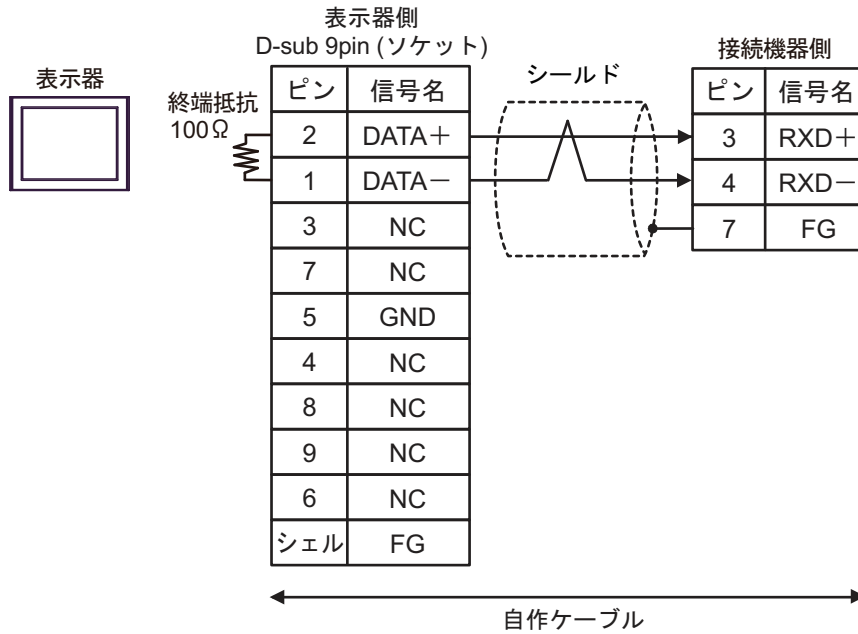 表示器側
D-sub 9pin (ソケット)
接続機器側
表示器
終端抵抗
100Ω
シールド
ピン 信号名
2 DATA+
1 DATA−
3 NC
7 NC
5 GND
4 NC
8 NC
9 NC
6 NC
シェル FG
ピン 信号名
3 RXD+
4 RXD−
7 FG
自作ケーブル